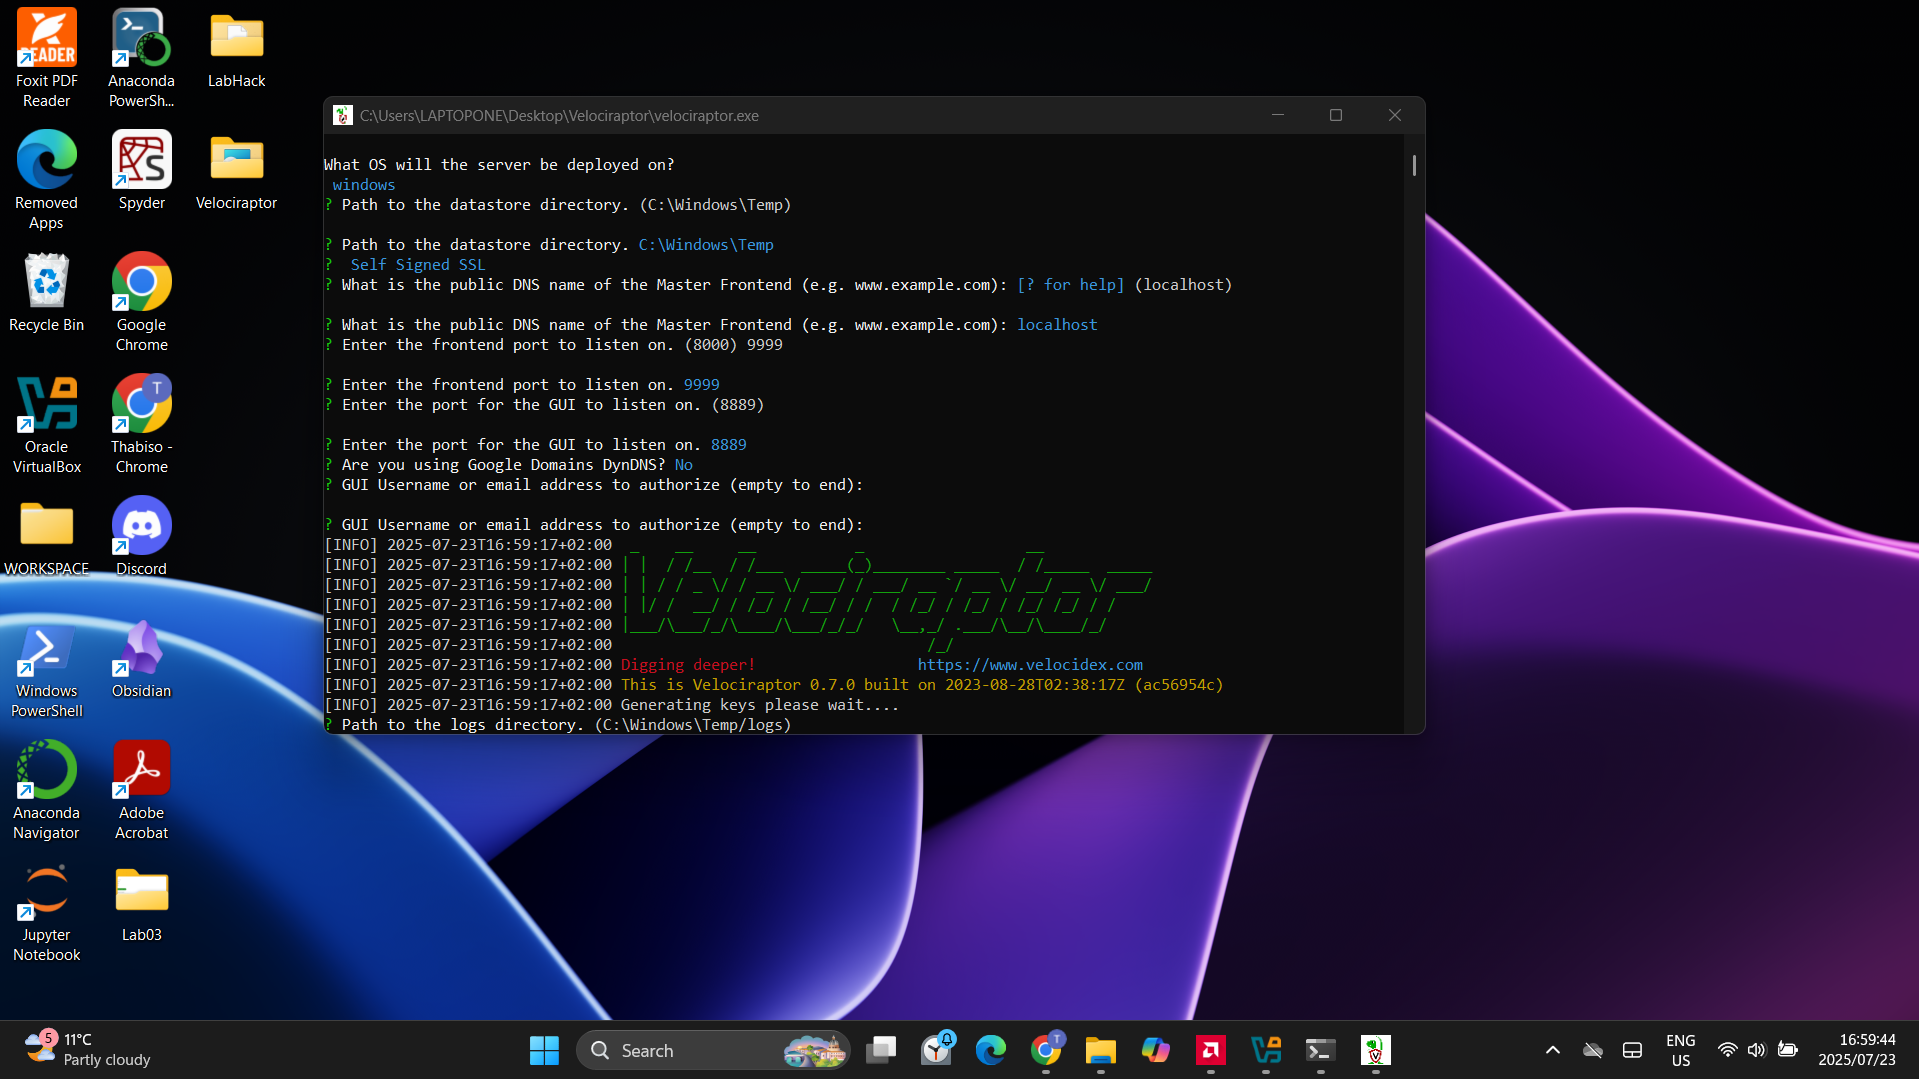 READER
Foxit PDF
Reader
Anaconda
PowerSh...
LabHack
Removed
Apps
Spyder
Velociraptor
Recycle Bin
Google
Chrome
Oracle
VirtualBox
T
Thabiso -
Chrome
WORKSPACE
Discord
Windows
PowerShell
Obsidian
Anaconda
Navigator
Adobe
Acrobat
Jupyter
Notebook
Lab03
C:\Users\LAPTOPONE\Desktop\Velociraptor\velociraptor.exe
What OS will the server be deployed on?
windows
? Path to the datastore directory. (C:\Windows\Temp)
? Path to the datastore directory. C:\Windows\Temp
? Self Signed SSL
? What is the public DNS name of the Master Frontend (e.g. www.example.com): [? for help] (localhost)
? What is the public DNS name of the Master Frontend (e.g. www.example.com): localhost
? Enter the frontend port to listen on. (8000) 9999
? Enter the frontend port to listen on. 9999
? Enter the port for the GUI to listen on. (8889)
? Enter the port for the GUI to listen on. 8889
? Are you using Google Domains DynDNS? No
? GUI Username or email address to authorize (empty to end):
? GUI Username or email address to authorize (empty to end):
[INFO] 2025-07-23T16:59:17+02:00
[INFO] 2025-07-23T16:59:17+02:00
[INFO] 2025-07-23T16:59:17+02:00 Velociraptor
[INFO] 2025-07-23T16:59:17+02:00
[INFO] 2025-07-23T16:59:17+02:00
[INFO] 2025-07-23T16:59:17+02:00
[INFO] 2025-07-23T16:59:17+02:00 Digging deeper! https://www.velocidex.com
[INFO] 2025-07-23T16:59:17+02:00 This is Velociraptor 0.7.0 built on 2023-08-28T02:38:17Z (ac56954c)
[INFO] 2025-07-23T16:59:17+02:00 Generating keys please wait....
? Path to the logs directory. (C:\Windows\Temp/logs)
5
11°C
Partly cloudy
Search
T
ENG
US
16:59:44
2025/07/23